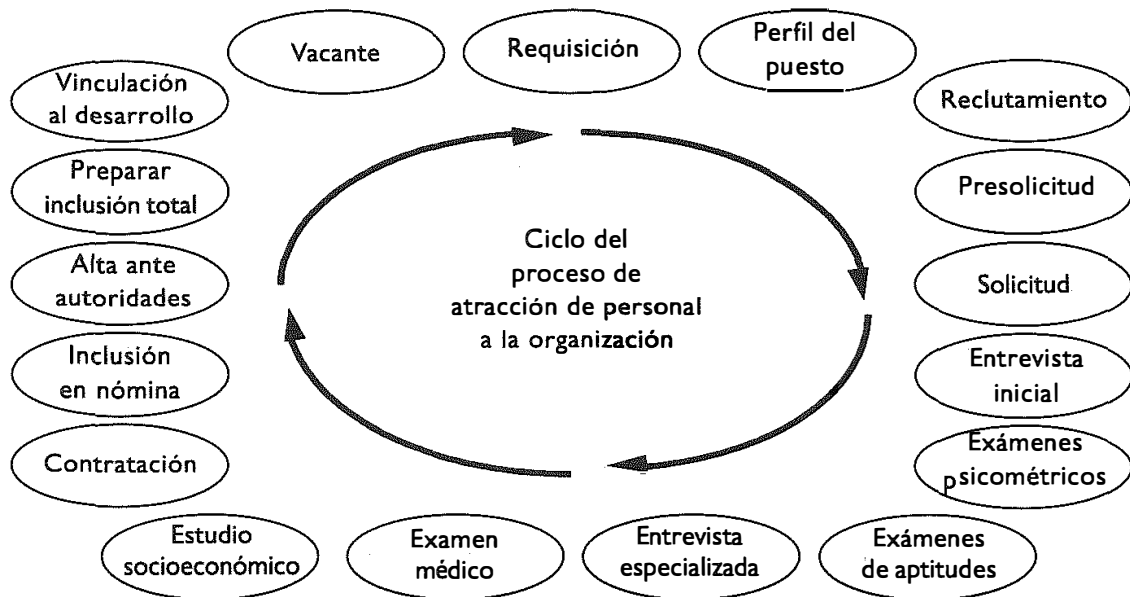 Vacante
Requisición
Perfil del
puesto
Reclutamiento
Presolicitud
Solicitud
Entrevista
inicial
Exámenes
psicométricos
Exámenes
de aptitudes
Entrevista
especializada
Examen
médico
Estudio
socioeconómico
Contratación
Inclusión
en nómina
Alta ante
autoridades
Preparar
inclusión total
Vinculación
al desarrollo
Ciclo del
proceso de
atracción de personal
a la organización